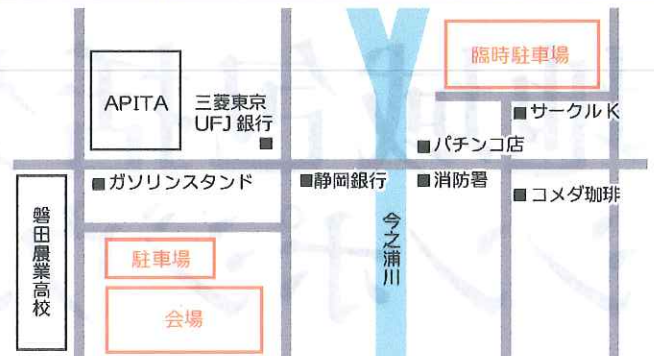 臨時駐車場
APITA
三菱東京
UFJ 銀行
サークルK
パチンコ店
ガソリンスタンド
静岡銀行
消防署
コメダ珈琲
磐田農業高校
今之浦川
駐車場
会場